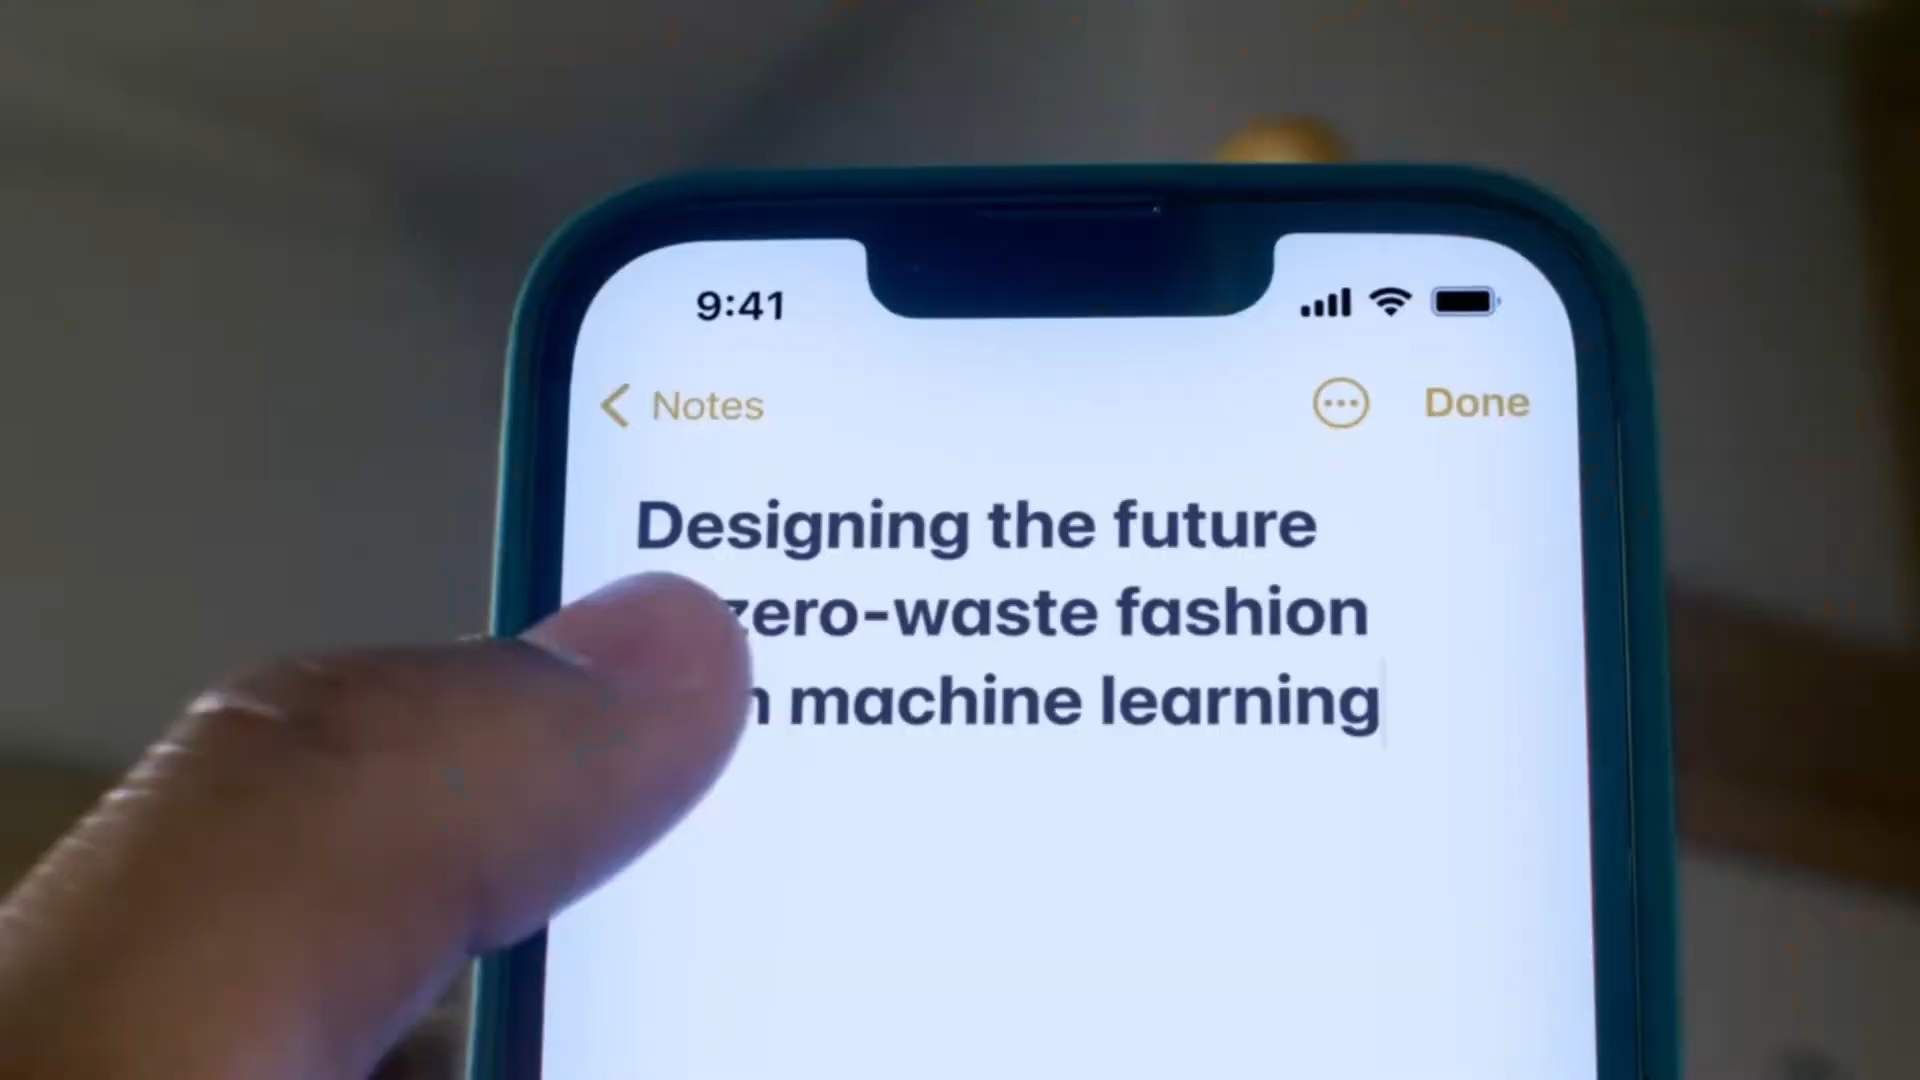 9:41
Notes
Done
Designing the future
zero-waste fashion
machine learning